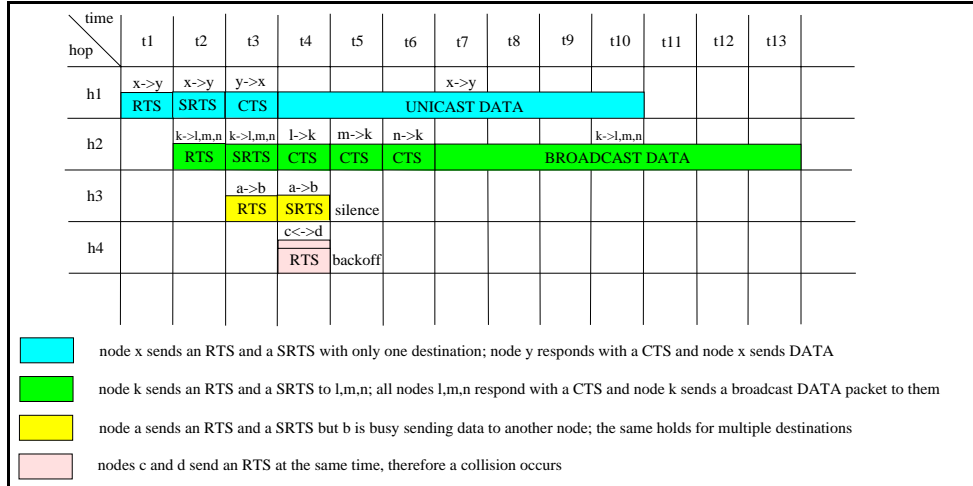 time
hop
t1 t2 t3 t4 t5 t6 t7 t8 t9 t10 t11 t12 t13
h1
x->y x->y y->x x->y
RTS SRTS CTS UNICAST DATA
h2
k->l,m,n k->l,m,n l->k m->k n->k k->l,m,n
RTS SRTS CTS CTS CTS BROADCAST DATA
h3
a->b a->b
RTS SRTS silence
h4
c<->d
RTS backoff
node x sends an RTS and a SRTS with only one destination; node y responds with a CTS and node x sends DATA
node k sends an RTS and a SRTS to l,m,n; all nodes l,m,n respond with a CTS and node k sends a broadcast DATA packet to them
node a sends an RTS and a SRTS but b is busy sending data to another node; the same holds for multiple destinations
nodes c and d send an RTS at the same time, therefore a collision occurs